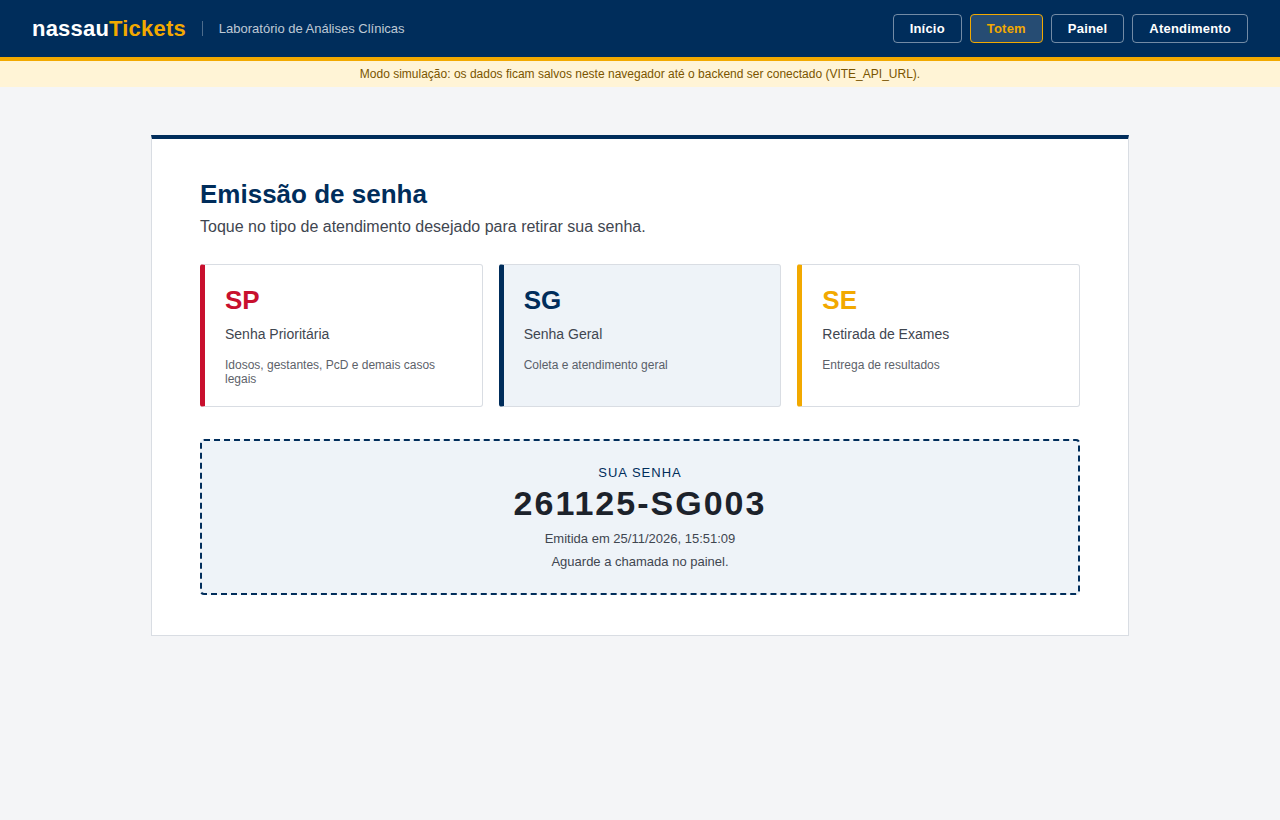 nassauTickets
Laboratório de Análises Clínicas
Início
Totem
Painel
Atendimento
Modo simulação: os dados ficam salvos neste navegador até o backend ser conectado (VITE_API_URL).
Emissão de senha
Toque no tipo de atendimento desejado para retirar sua senha.
SP
Senha Prioritária
Idosos, gestantes, PcD e demais casos
legais
SG
Senha Geral
Coleta e atendimento geral
SE
Retirada de Exames
Entrega de resultados
SUA SENHA
261125-SG003
Emitida em 25/11/2026, 15:51:09
Aguarde a chamada no painel.